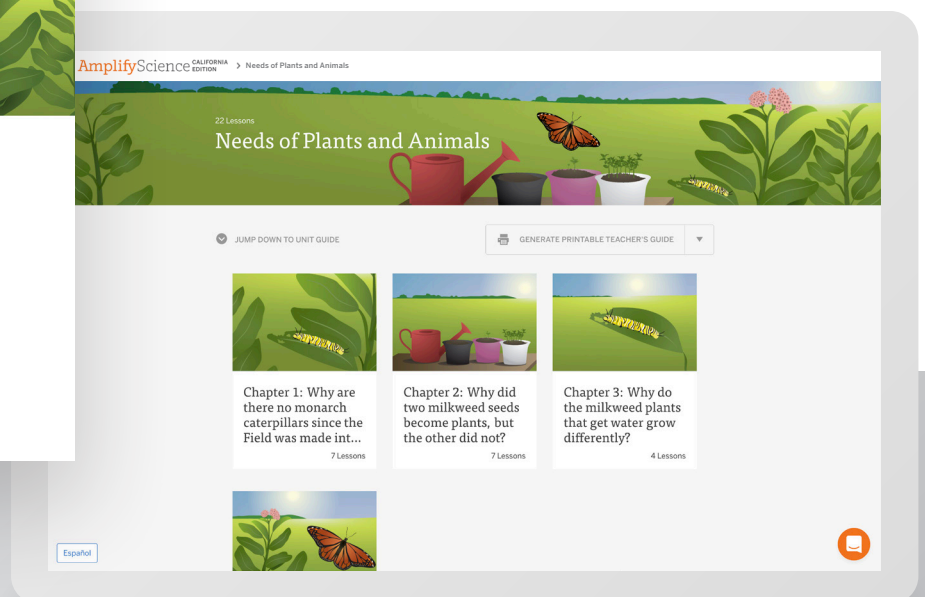 AmplifyScience CALIFORNIA EDITION > Needs of Plants and Animals
22 Lessons
Needs of Plants and Animals
JUMP DOWN TO UNIT GUIDE
GENERATE PRINTABLE TEACHER'S GUIDE
Chapter 1: Why are
there no monarch
caterpillars since the
Field was made int...
7 Lessons
Chapter 2: Why did
two milkweed seeds
become plants, but
the other did not?
7 Lessons
Chapter 3: Why do
the milkweed plants
that get water grow
differently?
4 Lessons
Español